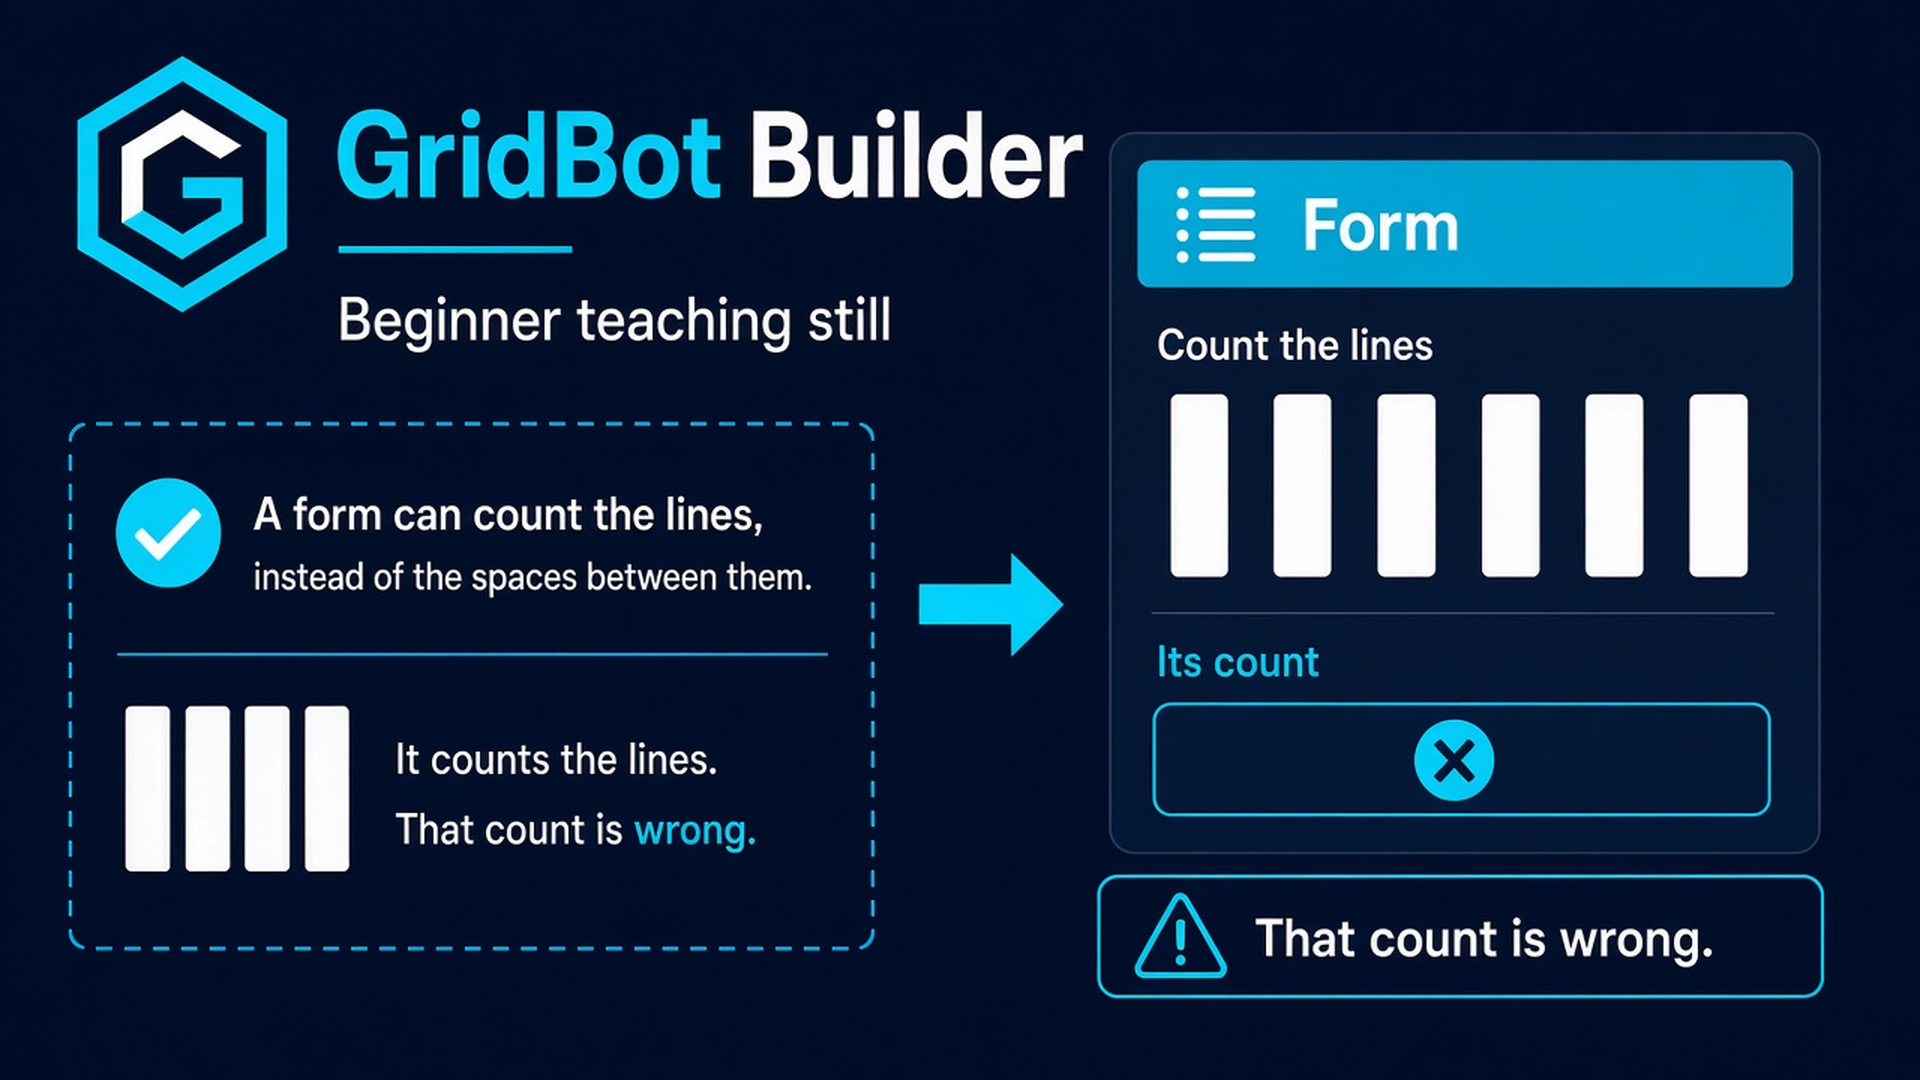 GridBot Builder
Beginner teaching still
A form can count the lines,
instead of the spaces between them.
It counts the lines.
That count is wrong.
Form
Count the lines
Its count
That count is wrong.